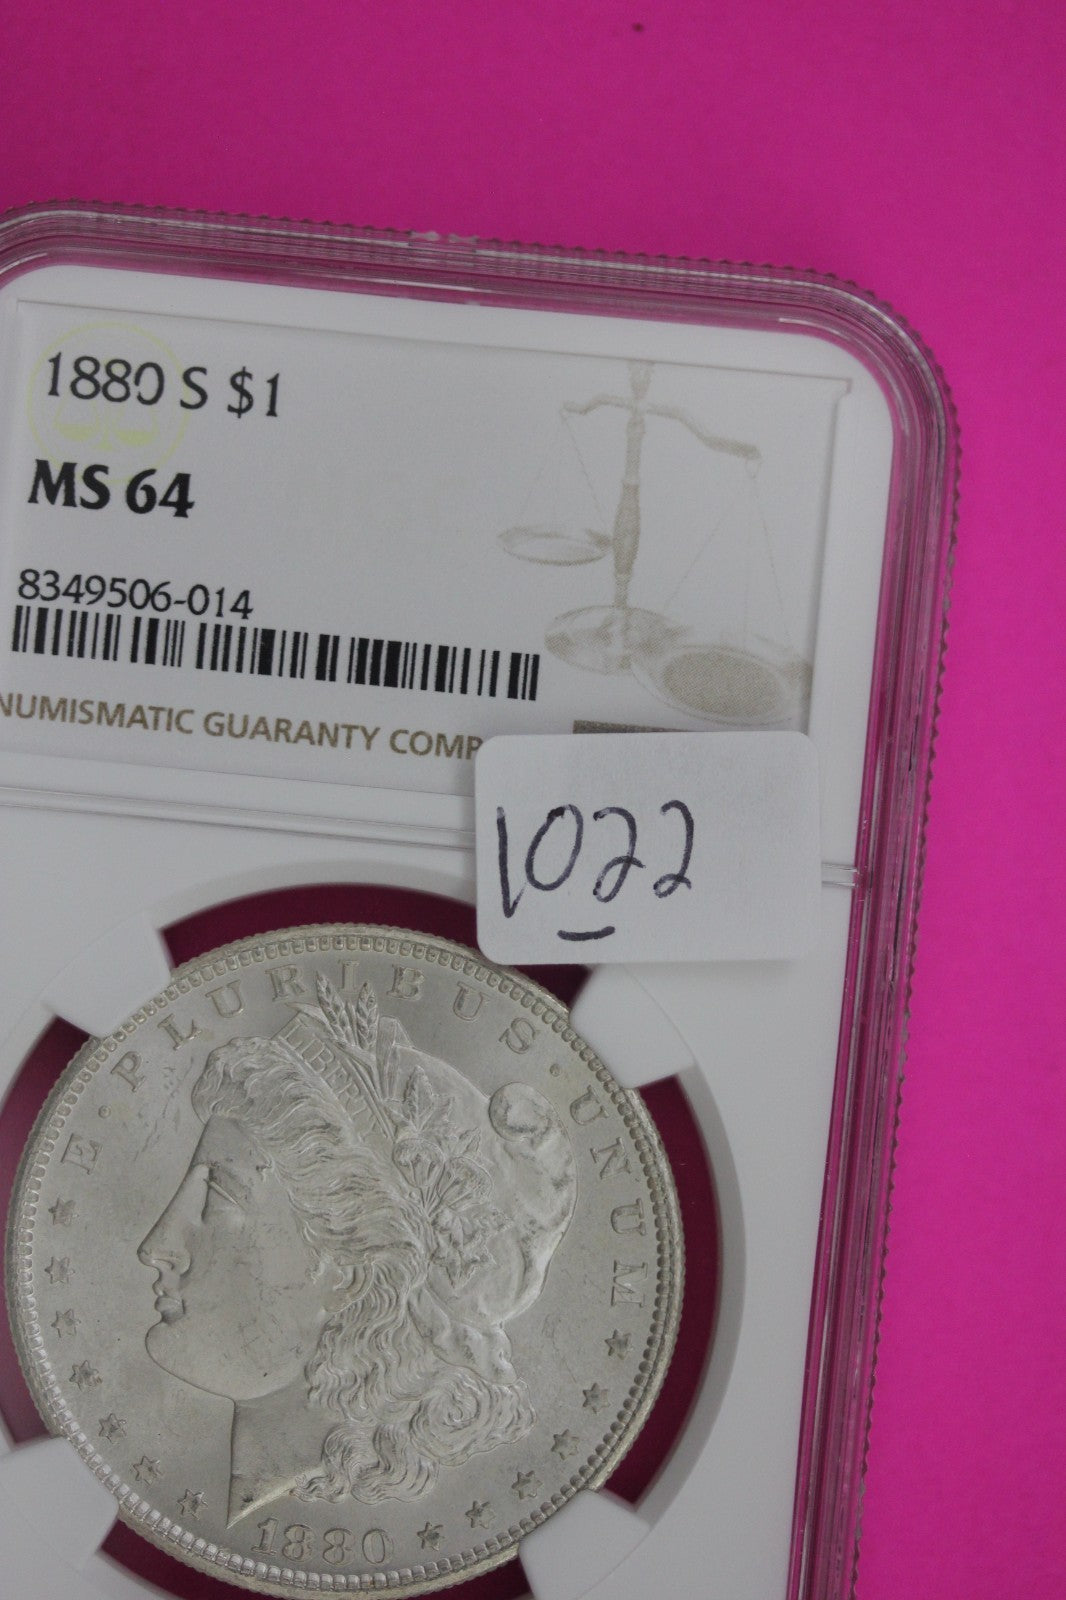 1880 S $1
MS 64
8349506-014
NUMISMATIC GUARANTY COMP
1022
E · PLURIBUS · UNUM
LIBERTY
1880